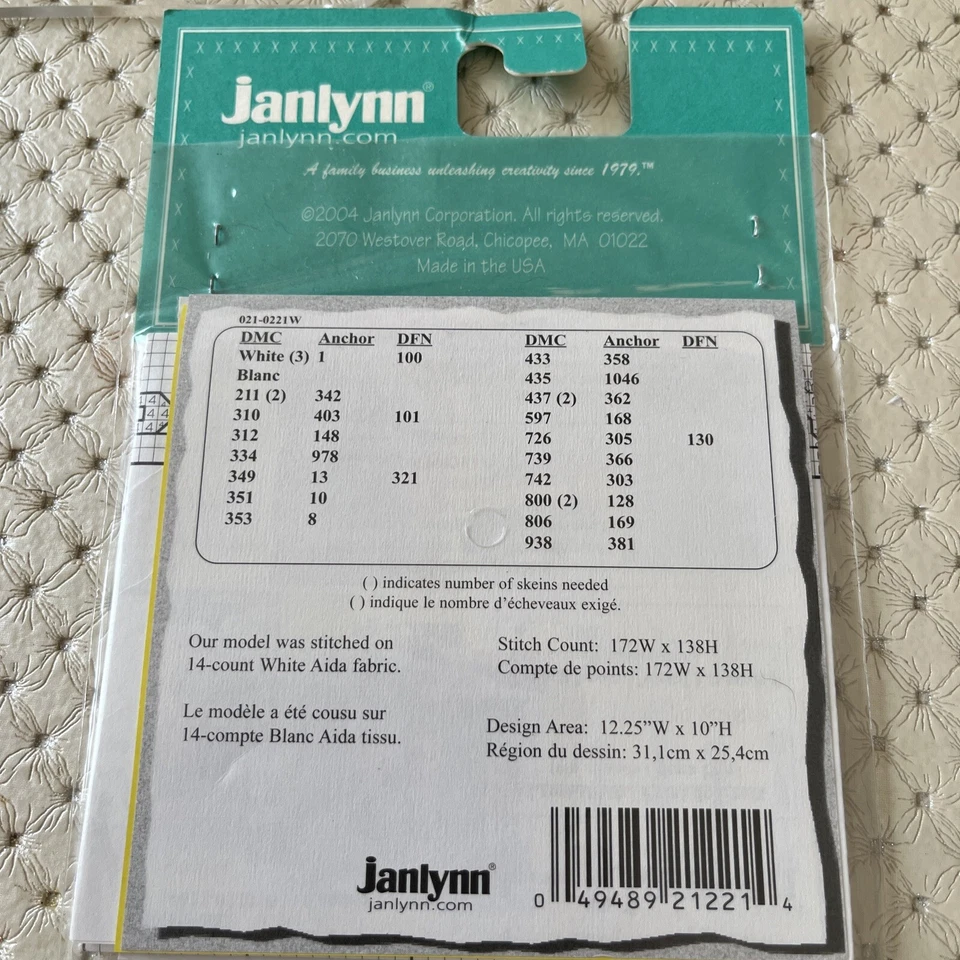 janlynn®
janlynn.com
A family business unleashing creativity since 1979.™
©2004 Janlynn Corporation. All rights reserved.
2070 Westover Road, Chicopee, MA 01022
Made in the USA
021-0221W
DMC Anchor DFN
White (3) 1 100
Blanc
211 (2) 342
310 403 101
312 148
334 978
349 13 321
351 10
353 8
DMC Anchor DFN
433 358
435 1046
437 (2) 362
597 168
726 305 130
739 366
742 303
800 (2) 128
806 169
938 381
( ) indicates number of skeins needed
( ) indique le nombre d'écheveaux exigé.
Our model was stitched on
14-count White Aida fabric.
Le modèle a été cousu sur
14-compte Blanc Aida tissu.
Stitch Count: 172W x 138H
Compte de points: 172W x 138H
Design Area: 12.25”W x 10”H
Région du dessin: 31,1cm x 25,4cm
janlynn®
janlynn.com
0 49489 21221 4